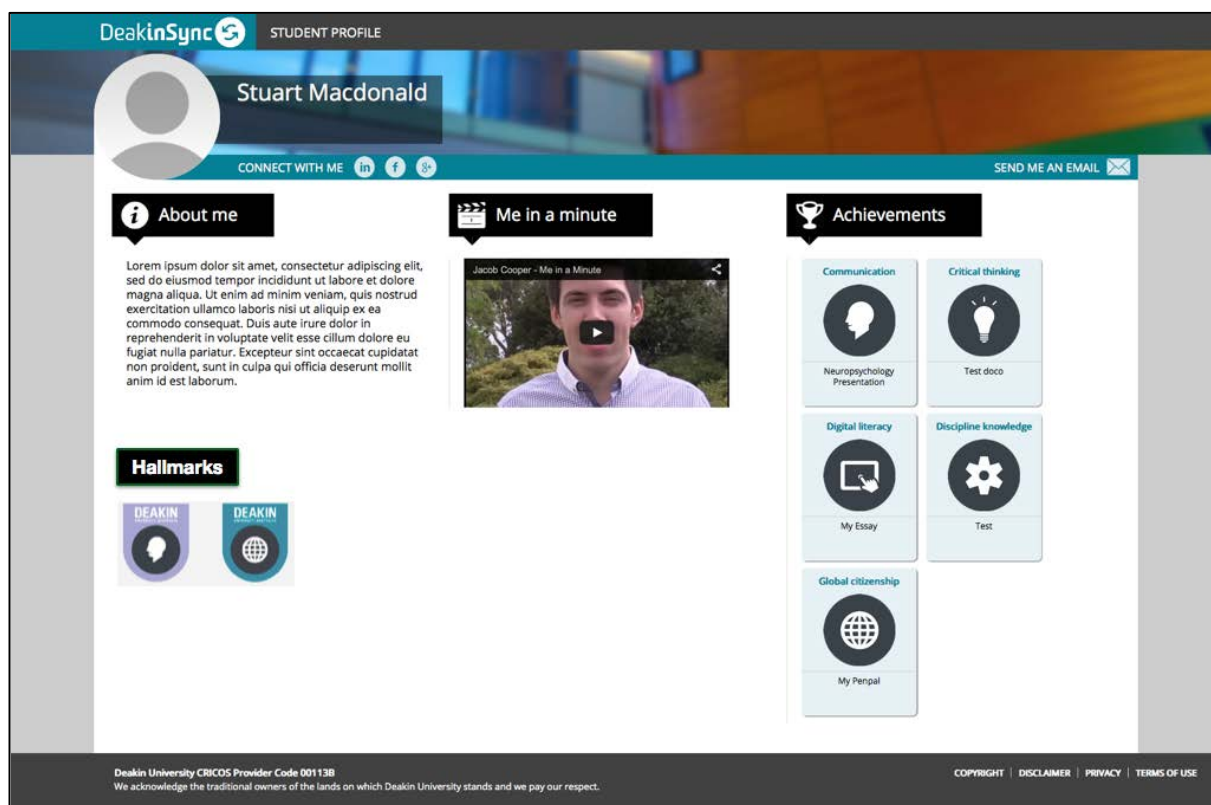 DeakinSync
STUDENT PROFILE
Stuart Macdonald
CONNECT WITH ME in f g+
SEND ME AN EMAIL
i About me
Me in a minute
Achievements
Lorem ipsum dolor sit amet, consectetur adipiscing elit,
sed do eiusmod tempor incididunt ut labore et dolore
magna aliqua. Ut enim ad minim veniam, quis nostrud
exercitation ullamco laboris nisi ut aliquip ex ea
commodo consequat. Duis aute irure dolor in
reprehenderit in voluptate velit esse cillum dolore eu
fugiat nulla pariatur. Excepteur sint occaecat cupidatat
non proident, sunt in culpa qui officia deserunt mollit
anim id est laborum.
Jacob Cooper - Me in a Minute
Communication
Neuropsychology
Presentation
Critical thinking
Test doco
Digital literacy
My Essay
Discipline knowledge
Test
Global citizenship
My Penpal
Hallmarks
DEAKIN
DEAKIN
Deakin University CRICOS Provider Code 00113B
We acknowledge the traditional owners of the lands on which Deakin University stands and we pay our respect.
COPYRIGHT | DISCLAIMER | PRIVACY | TERMS OF USE